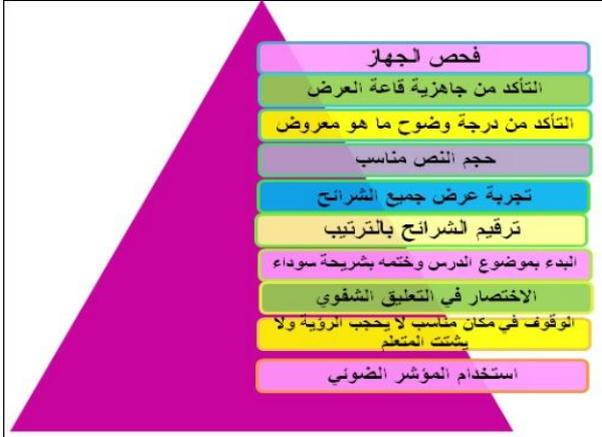 فحص الجهاز
التأكد من جاهزية قاعة العرض
التأكد من درجة وضوح ما هو معروض
حجم النص مناسب
تجربة عرض جميع الشرائح
ترقيم الشرائح بالترتيب
البدء بموضوع الدرس وختمه بشريحة سوداء
الاختصار في التعليق الشفوي
الوقوف في مكان مناسب لا يحجب الرؤية ولا
يشتت المتعلم
استخدام المؤشر الضوئي